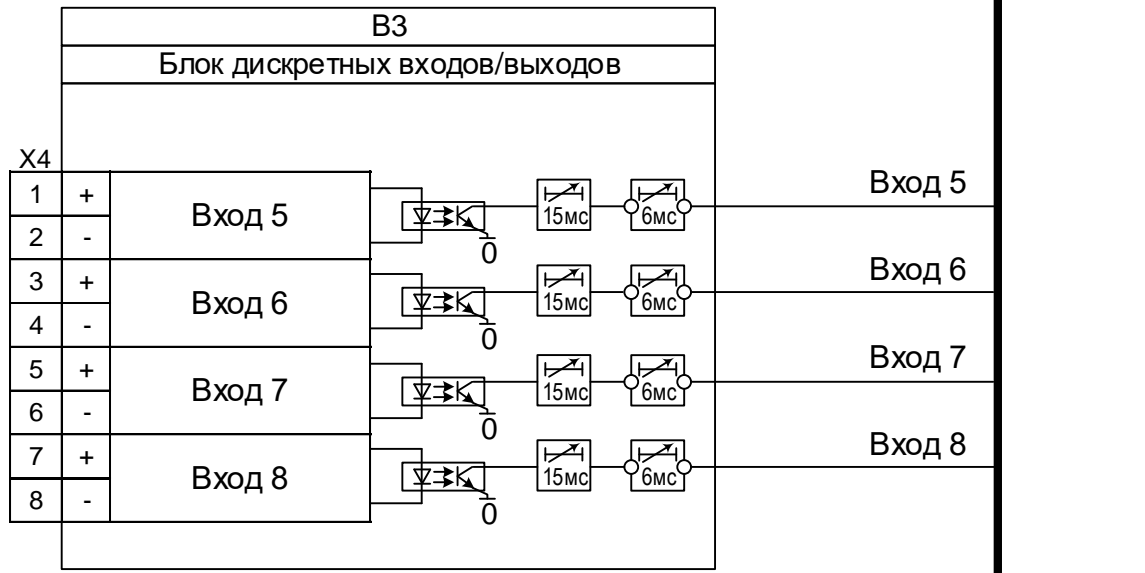 В3
Блок дискретных входов/выходов
X4
1 + Вход 5 15мс 6мс Вход 5
2 - 0
3 + Вход 6 15мс 6мс Вход 6
4 - 0
5 + Вход 7 15мс 6мс Вход 7
6 - 0
7 + Вход 8 15мс 6мс Вход 8
8 - 0